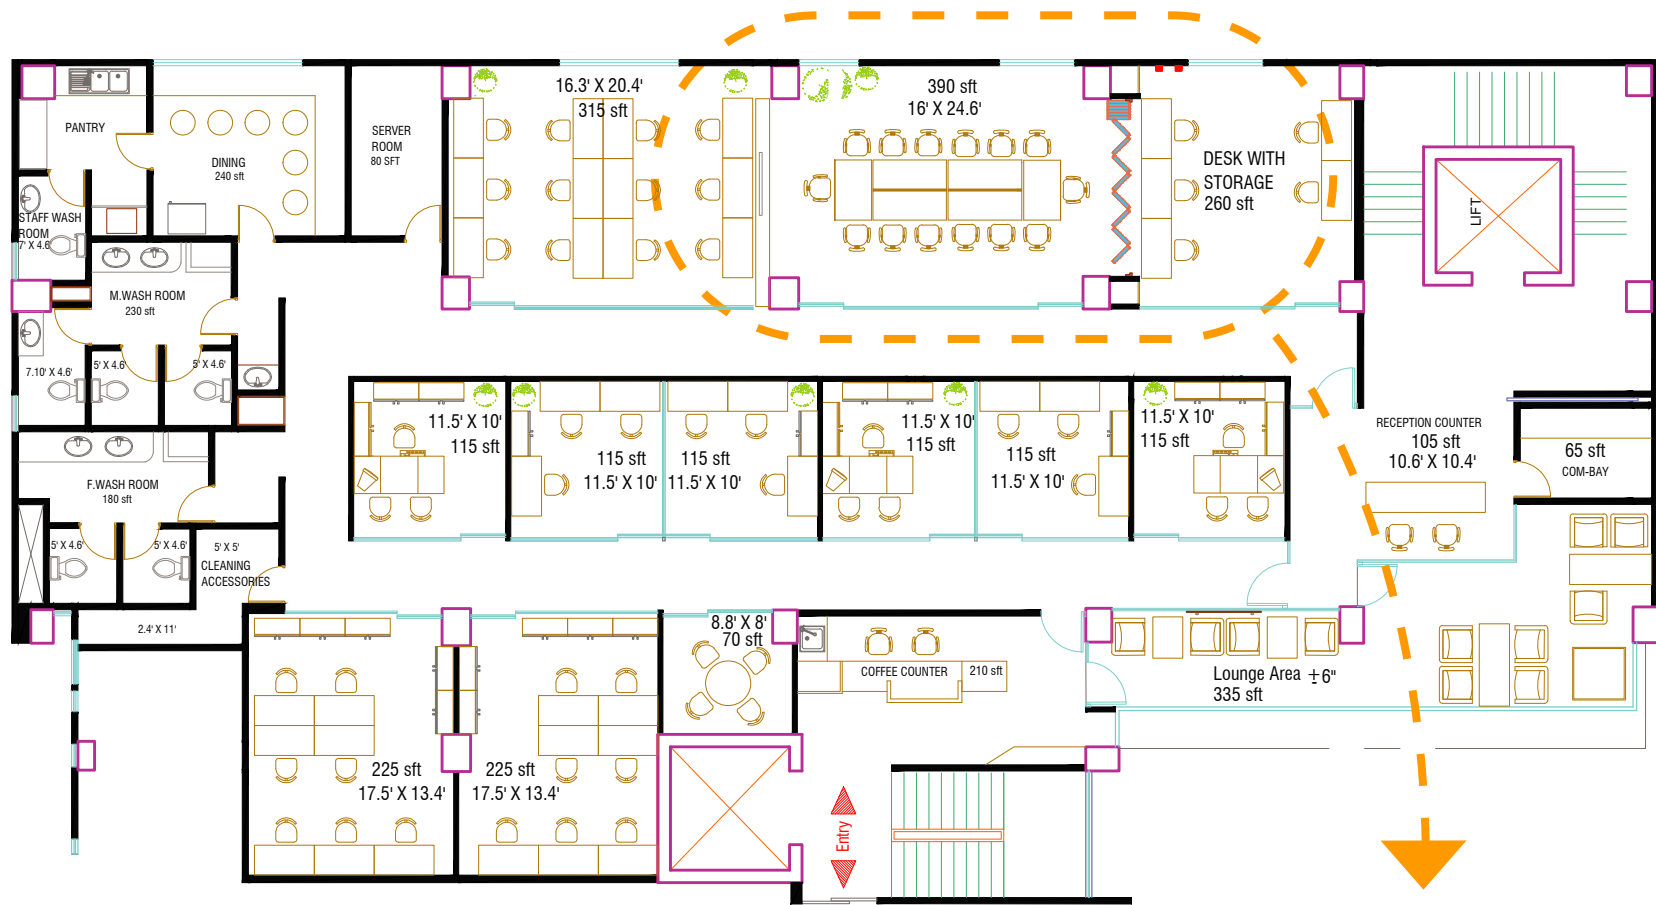 16.3' X 20.4'
315 sft
390 sft
16' X 24.6'
PANTRY
SERVER
ROOM
80 SFT
DINING
240 sft
DESK WITH
STORAGE
260 sft
LIFT
STAFF WASH
ROOM
7' X 4.6'
M.WASH ROOM
230 sft
7.10' X 4.6'
5' X 4.6'
5' X 4.6'
11.5' X 10'
115 sft
115 sft
11.5' X 10'
115 sft
11.5' X 10'
11.5' X 10'
115 sft
115 sft
11.5' X 10'
11.5' X 10'
115 sft
RECEPTION COUNTER
105 sft
10.6' X 10.4'
65 sft
COM-BAY
F.WASH ROOM
180 sft
5' X 4.6'
5' X 4.6'
5' X 5'
CLEANING
ACCESSORIES
2.4' X 11'
8.8' X 8'
70 sft
COFFEE COUNTER
210 sft
Lounge Area ±6"
335 sft
225 sft
17.5' X 13.4'
225 sft
17.5' X 13.4'
Entry